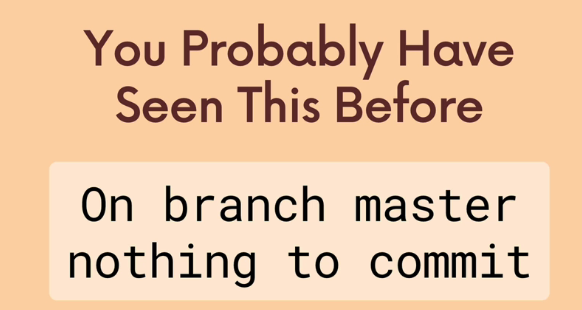 You Probably Have
Seen This Before
On branch master
nothing to commit